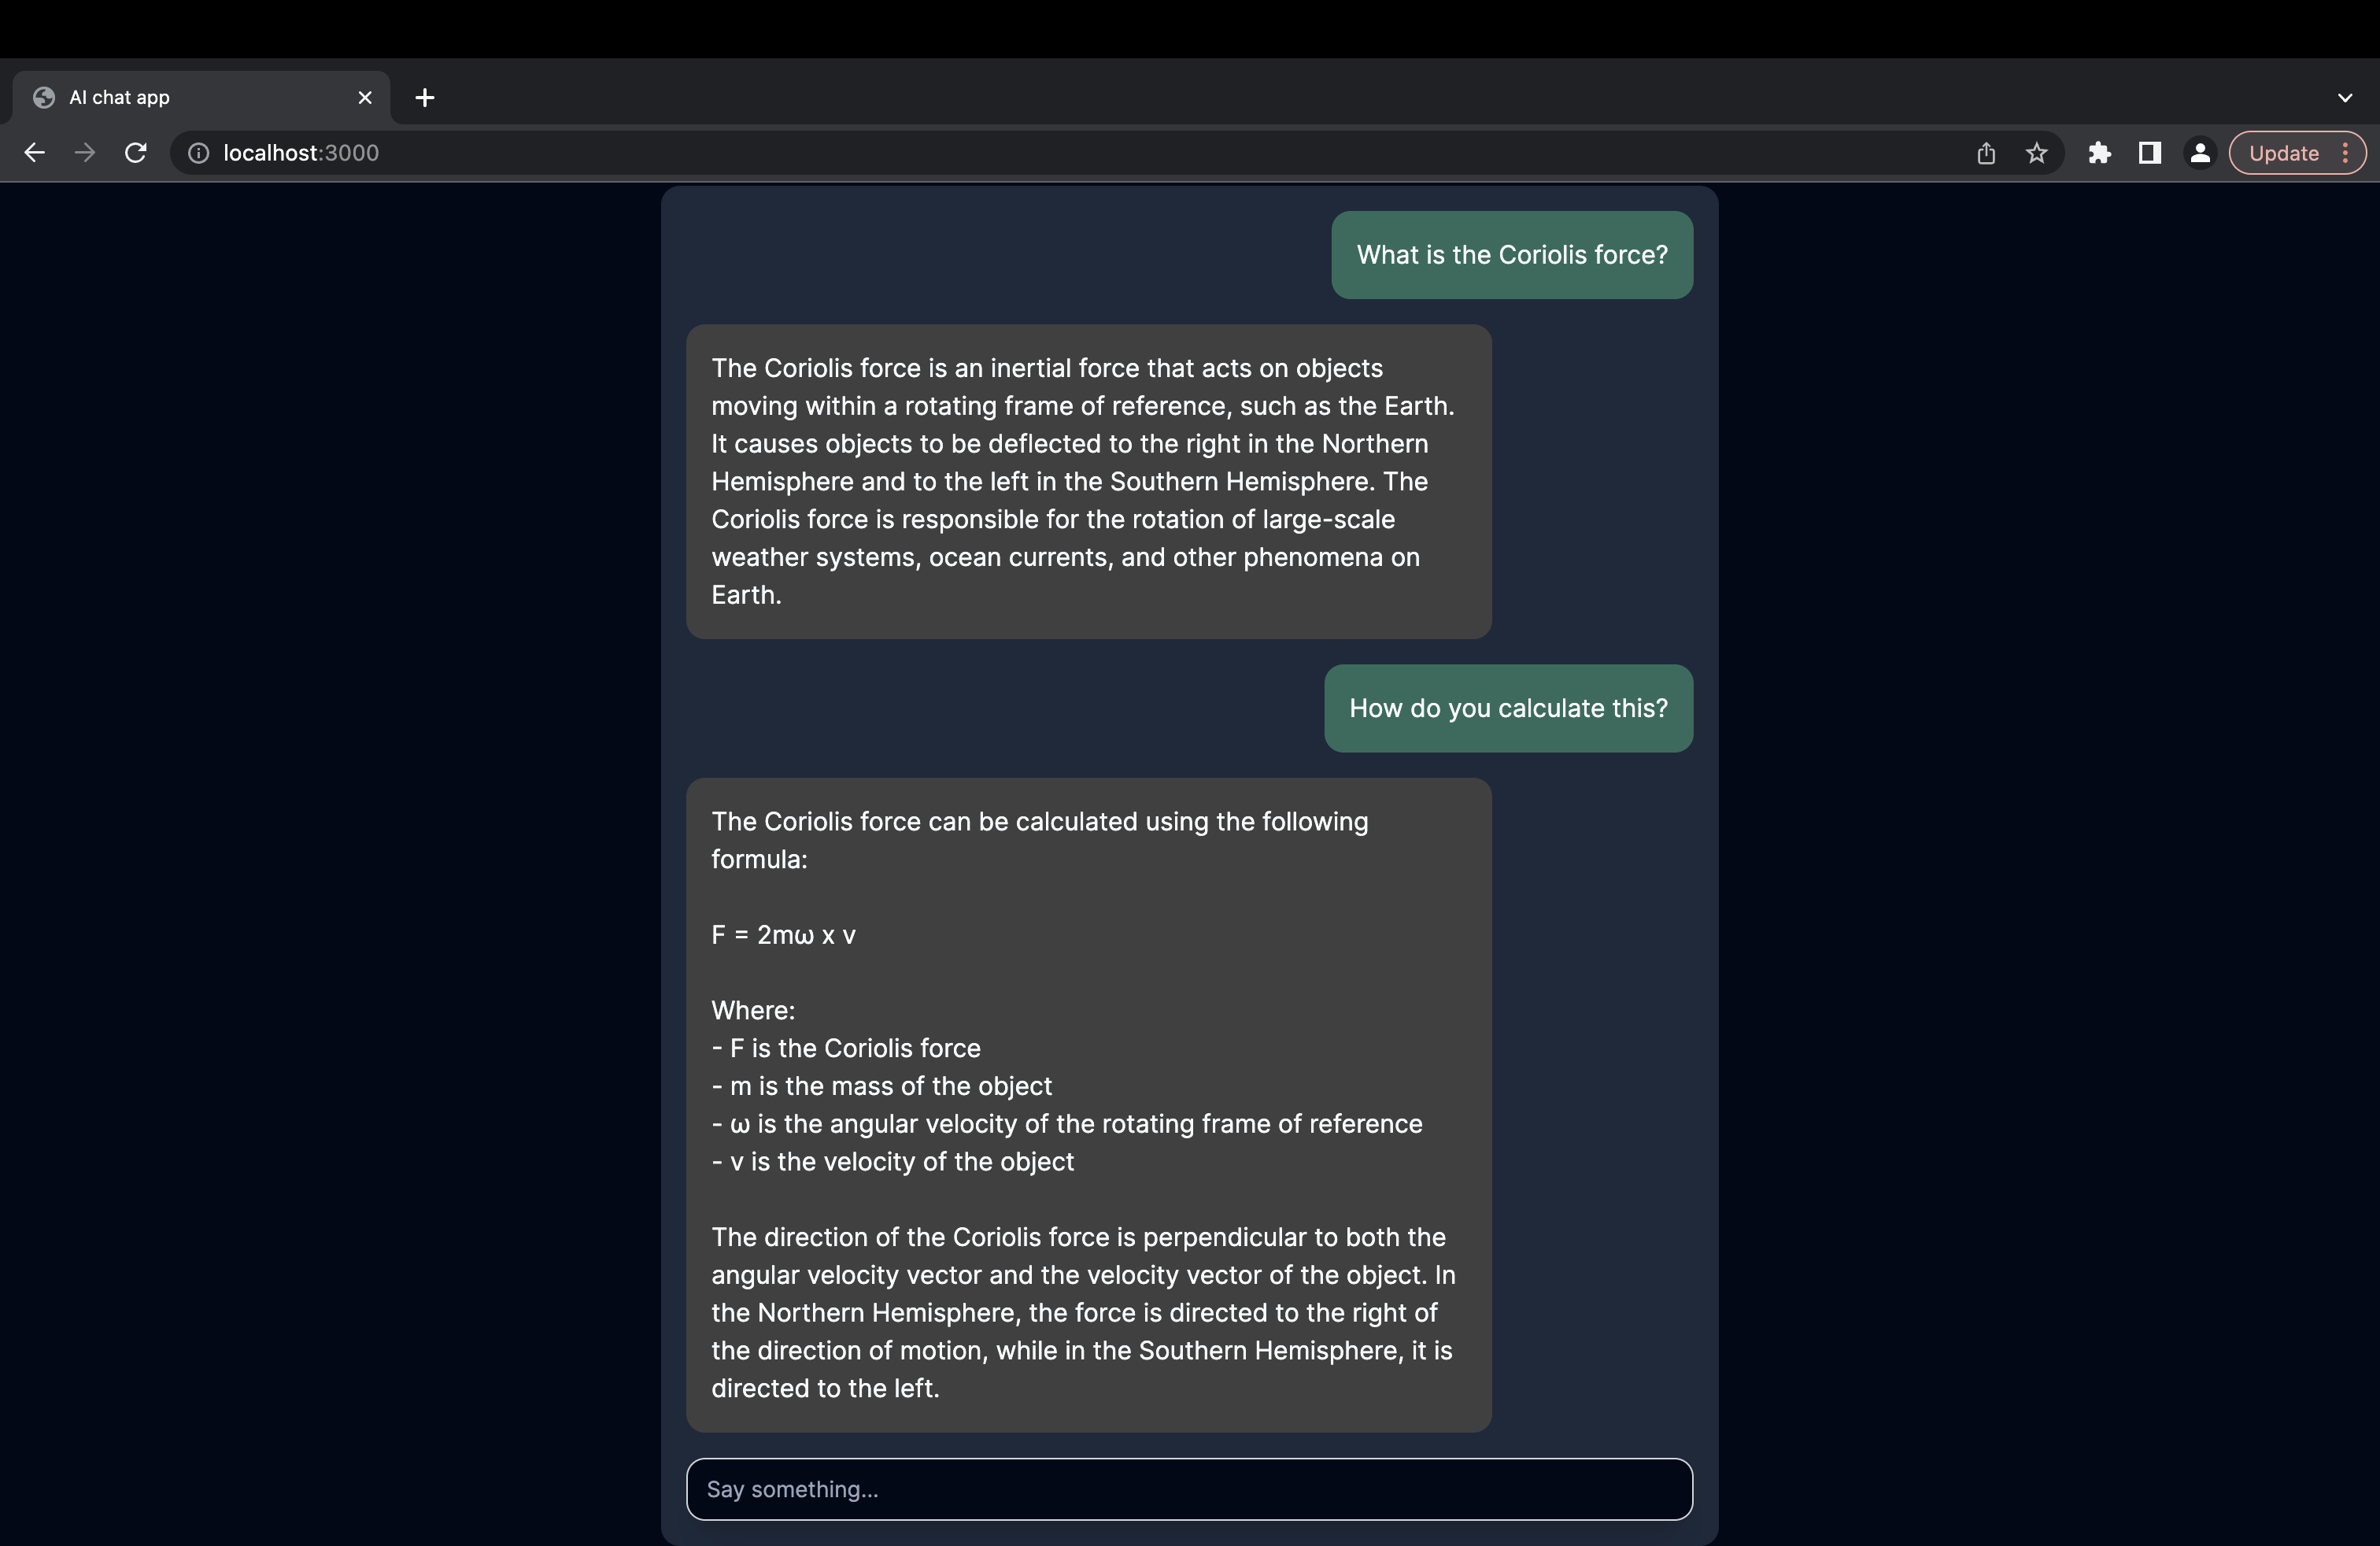 AI chat app
localhost:3000
Update
What is the Coriolis force?
The Coriolis force is an inertial force that acts on objects
moving within a rotating frame of reference, such as the Earth.
It causes objects to be deflected to the right in the Northern
Hemisphere and to the left in the Southern Hemisphere. The
Coriolis force is responsible for the rotation of large-scale
weather systems, ocean currents, and other phenomena on
Earth.
How do you calculate this?
The Coriolis force can be calculated using the following
formula:
F = 2mω x v
Where:
- F is the Coriolis force
- m is the mass of the object
- ω is the angular velocity of the rotating frame of reference
- v is the velocity of the object
The direction of the Coriolis force is perpendicular to both the
angular velocity vector and the velocity vector of the object. In
the Northern Hemisphere, the force is directed to the right of
the direction of motion, while in the Southern Hemisphere, it is
directed to the left.
Say something...